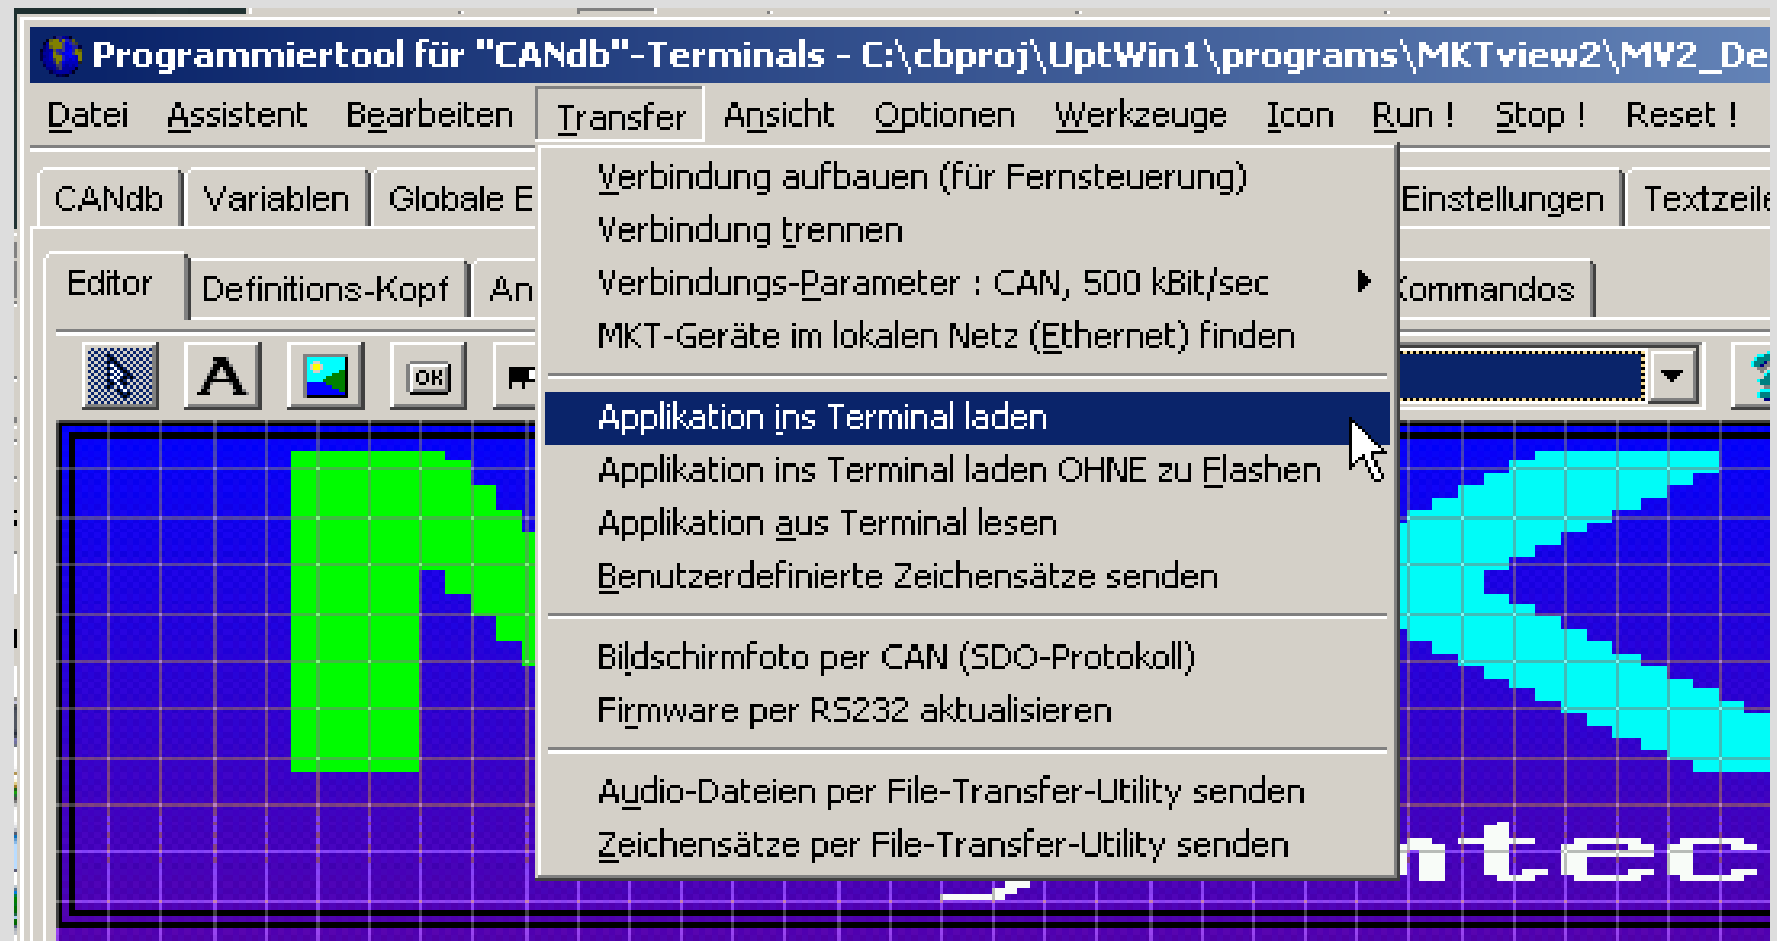 Programmiertool für "CANdb"-Terminals - C:\cbproj\UptWin1\programs\MKTview2\MV2_De
Datei Assistent Bearbeiten Transfer Ansicht Optionen Werkzeuge Icon Run ! Stop ! Reset !
CANdb Variablen Globale E Einstellungen Textzeile
Editor Definitions-Kopf An Kommandos
A OK
Verbindung aufbauen (für Fernsteuerung)
Verbindung trennen
Verbindungs-Parameter : CAN, 500 kBit/sec
MKT-Geräte im lokalen Netz (Ethernet) finden
Applikation ins Terminal laden
Applikation ins Terminal laden OHNE zu Flashen
Applikation aus Terminal lesen
Benutzerdefinierte Zeichensätze senden
Bildschirmfoto per CAN (SDO-Protokoll)
Firmware per RS232 aktualisieren
Audio-Dateien per File-Transfer-Utility senden
Zeichensätze per File-Transfer-Utility senden
ntec